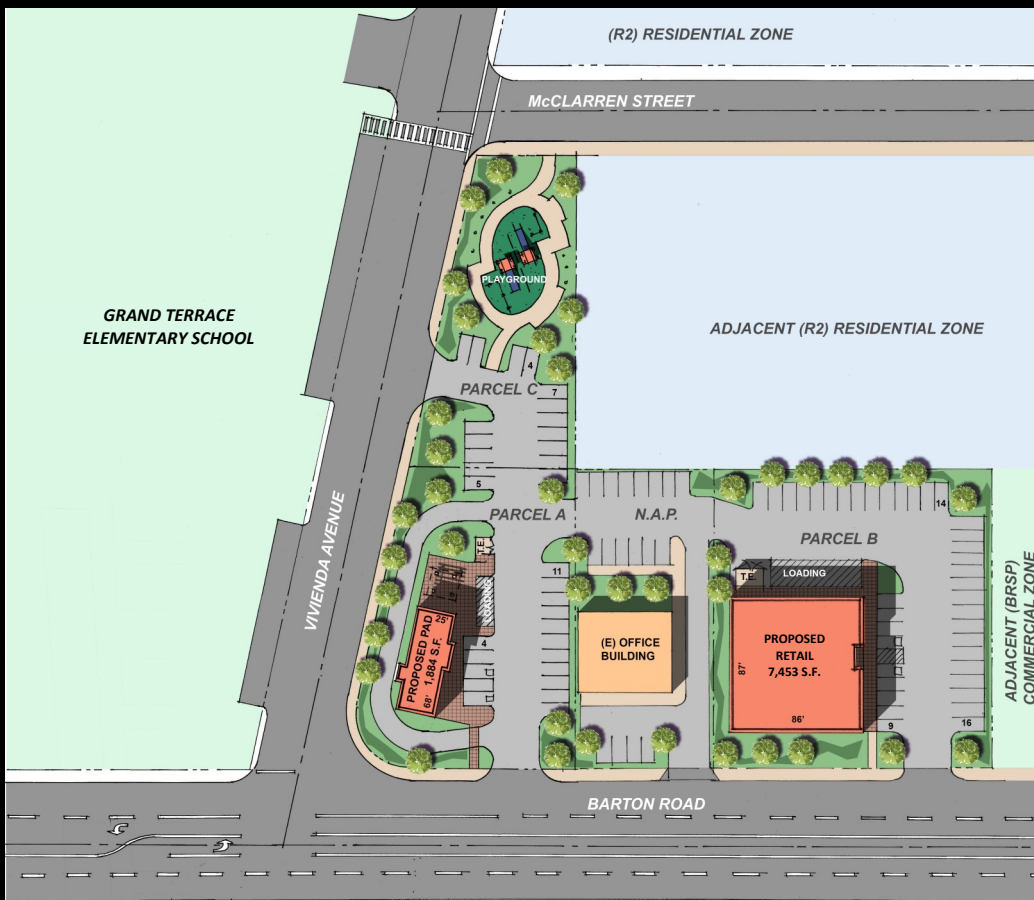 (R2) RESIDENTIAL ZONE
McCLARREN STREET
PLAYGROUND
GRAND TERRACE
ELEMENTARY SCHOOL
ADJACENT (R2) RESIDENTIAL ZONE
4
PARCEL C
7
5
PARCEL A
N.A.P.
14
PARCEL B
VIVIENDA AVENUE
T.E.
LOADING
11
T.E.
LOADING
ADJACENT (BRSP)
COMMERCIAL ZONE
25'
PROPOSED PAD
1,884 S.F.
68'
4
(E) OFFICE
BUILDING
PROPOSED
RETAIL
7,453 S.F.
87'
86'
9
16
BARTON ROAD